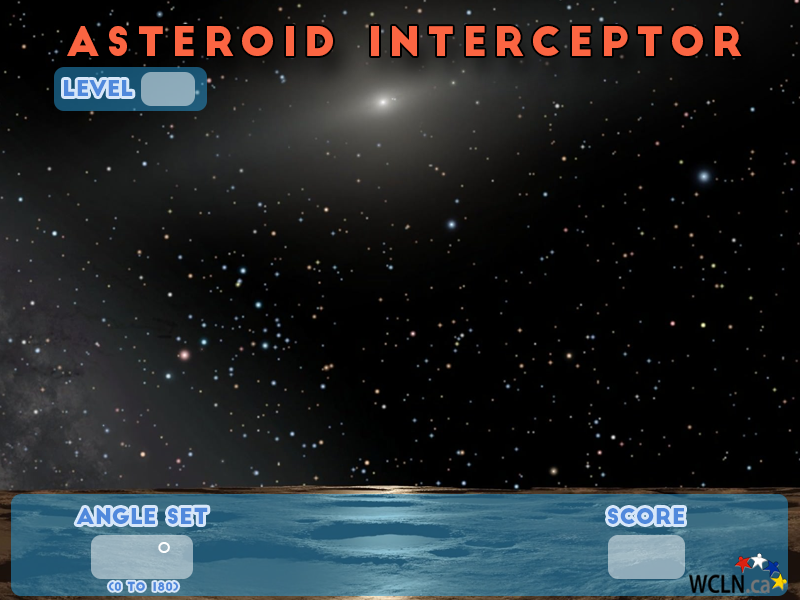 ASTEROID INTERCEPTOR
LEVEL
ANGLE SET
SCORE
(0 TO 180)
WCLN.ca